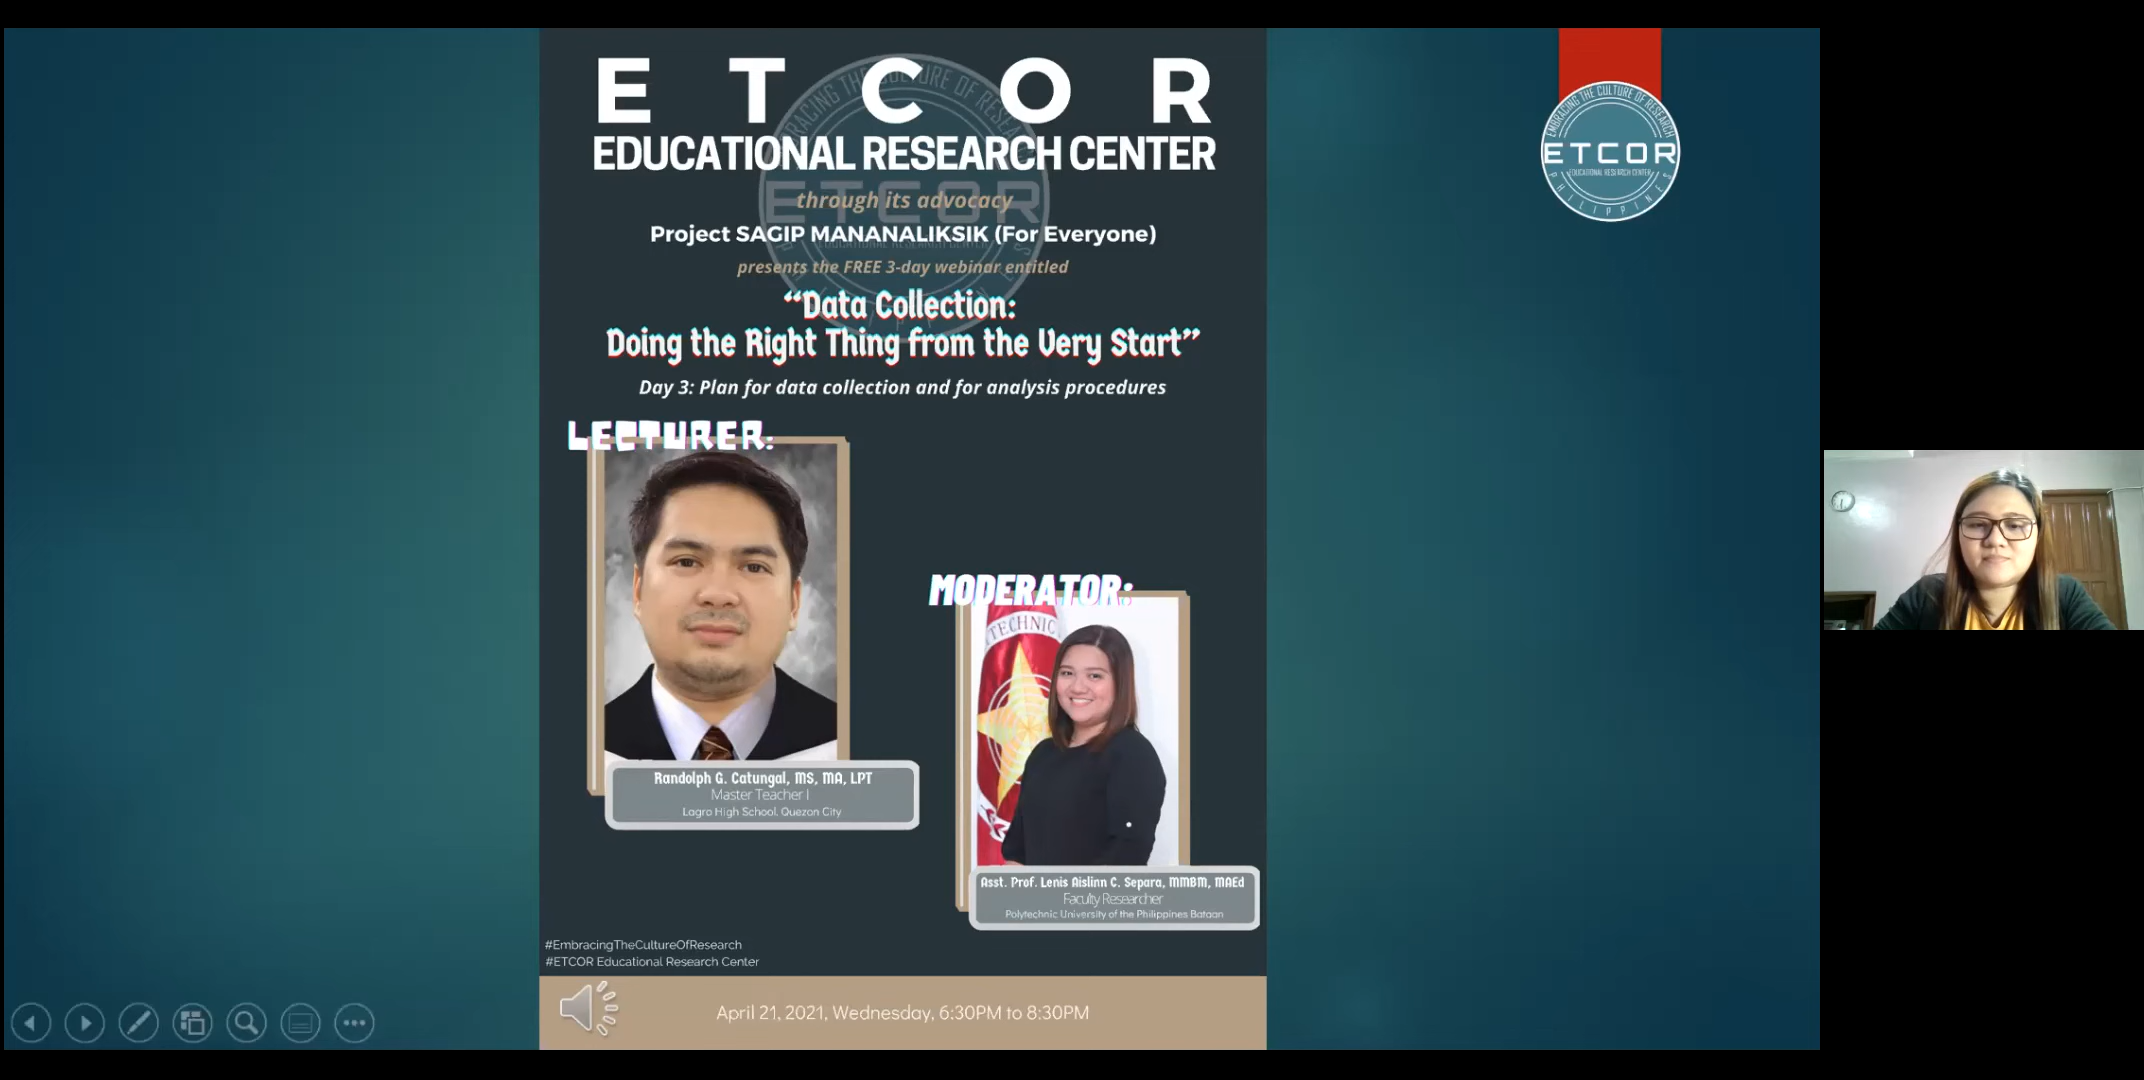 E T C O R
EDUCATIONAL RESEARCH CENTER
through its advocacy
Project SAGIP MANANALIKSIK (For Everyone)
presents the FREE 3-day webinar entitled
“Data Collection:
Doing the Right Thing from the Very Start”
Day 3: Plan for data collection and for analysis procedures
LECTURER:
Randolph G. Catungal, MS, MA, LPT
Master Teacher I
Lagro High School, Quezon City
MODERATOR:
TECHNIC
Asst. Prof. Lenis Aislinn C. Separa, MMBM, MAEd
Faculty Researcher
Polytechnic University of the Philippines Bataan
#EmbracingTheCultureOfResearch
#ETCOR Educational Research Center
April 21, 2021, Wednesday, 6:30PM to 8:30PM
EMBRACING THE CULTURE OF RESEARCH
ETCOR
EDUCATIONAL RESEARCH CENTER
PHILIPPINES